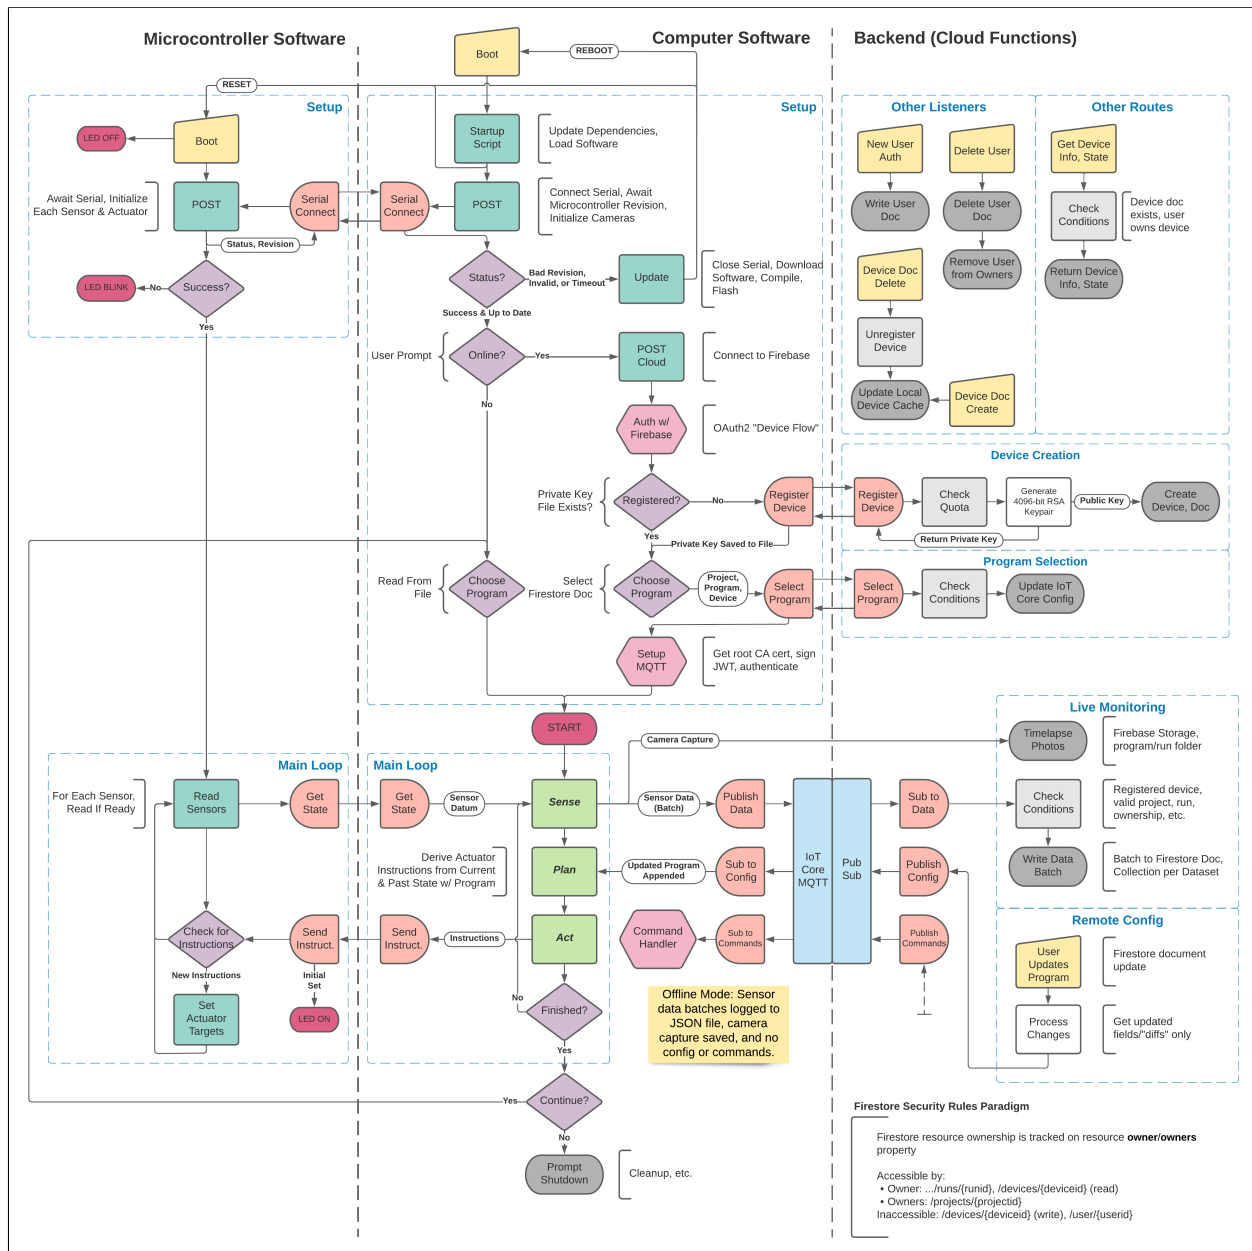 Microcontroller Software
Computer Software
Backend (Cloud Functions)
Boot
REBOOT
RESET
Setup
LED OFF
Boot
Await Serial, Initialize
Each Sensor & Actuator
POST
Serial
Connect
Status, Revision
LED BLINK
No
Success?
Yes
Setup
Startup
Script
Update Dependencies,
Load Software
Serial
Connect
POST
Connect Serial, Await
Microcontroller Revision,
Initialize Cameras
Status?
Bad Revision,
Invalid, or Timeout
Update
Close Serial, Download
Software, Compile,
Flash
Success & Up to Date
User Prompt
Online?
Yes
POST
Cloud
Connect to Firebase
No
Auth w/
Firebase
OAuth2 "Device Flow"
Private Key
File Exists?
Registered?
No
Register
Device
Yes
Private Key Saved to File
Read From
File
Choose
Program
Select
Firestore Doc
Choose
Program
Project,
Program,
Device
Select
Program
Setup
MQTT
Get root CA cert, sign
JWT, authenticate
START
Other Listeners
New User
Auth
Delete User
Write User
Doc
Delete User
Doc
Remove User
from Owners
Device Doc
Delete
Unregister
Device
Update Local
Device Cache
Device Doc
Create
Other Routes
Get Device
Info, State
Check
Conditions
Device doc
exists, user
owns device
Return Device
Info, State
Device Creation
Register
Device
Check
Quota
Generate
4096-bit RSA
Keypair
Public Key
Create
Device, Doc
Return Private Key
Program Selection
Select
Program
Check
Conditions
Update IoT
Core Config
Main Loop
For Each Sensor,
Read If Ready
Read
Sensors
Get
State
Check for
Instructions
Send
Instruct.
New Instructions
Initial
Set
Set
Actuator
Targets
LED ON
Main Loop
Get
State
Sensor
Datum
Sense
Camera Capture
Sensor Data
(Batch)
Publish
Data
Derive Actuator
Instructions from Current
& Past State w/ Program
Plan
Updated Program
Appended
Sub to
Config
IoT
Core
MQTT
Pub
Sub
Send
Instruct.
Instructions
Act
Command
Handler
Sub to
Commands
No
Finished?
Yes
Offline Mode: Sensor
data batches logged to
JSON file, camera
capture saved, and no
config or commands.
Yes
Continue?
No
Prompt
Shutdown
Cleanup, etc.
Sub to
Data
Publish
Config
Publish
Commands
Live Monitoring
Timelapse
Photos
Firebase Storage,
program/run folder
Check
Conditions
Registered device,
valid project, run,
ownership, etc.
Write Data
Batch
Batch to Firestore Doc,
Collection per Dataset
Remote Config
User
Updates
Program
Firestore document
update
Process
Changes
Get updated
fields/"diffs" only
Firestore Security Rules Paradigm
Firestore resource ownership is tracked on resource owner/owners
property
Accessible by:
• Owner: .../runs/{runid}, /devices/{deviceid} (read)
• Owners: /projects/{projectid}
Inaccessible: /devices/{deviceid} (write), /user/{userid}